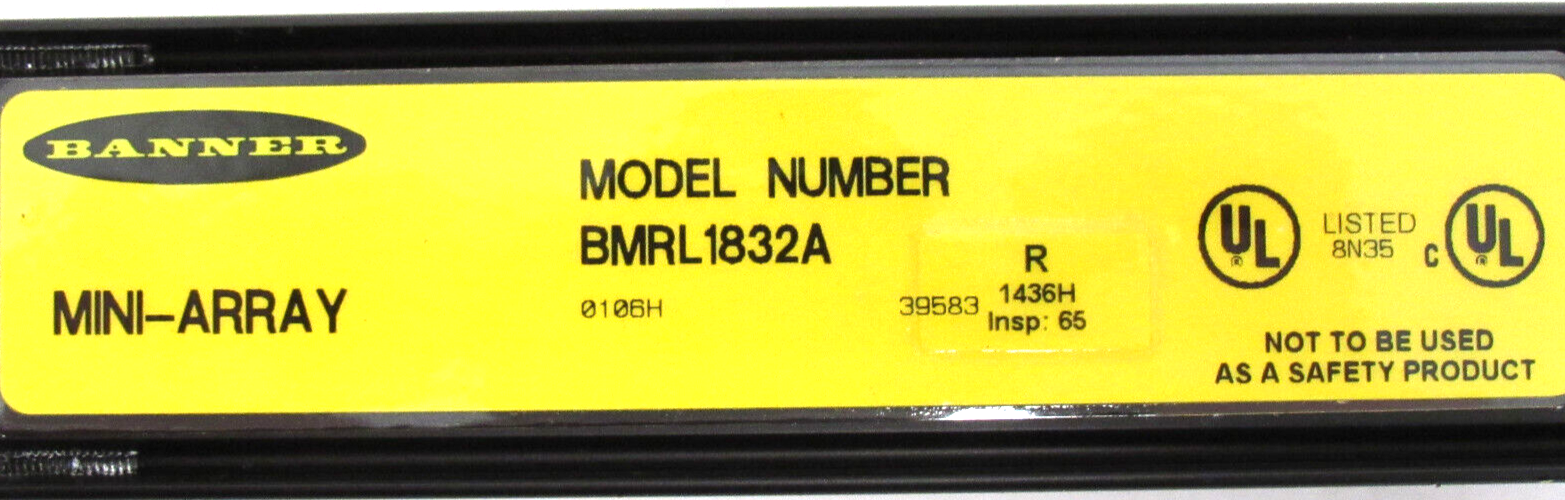 BANNER
MINI-ARRAY
MODEL NUMBER
BMRL1832A
0106H
39583
R
1436H
Insp: 65
UL
®
LISTED
8N35
C
UL
®
NOT TO BE USED
AS A SAFETY PRODUCT